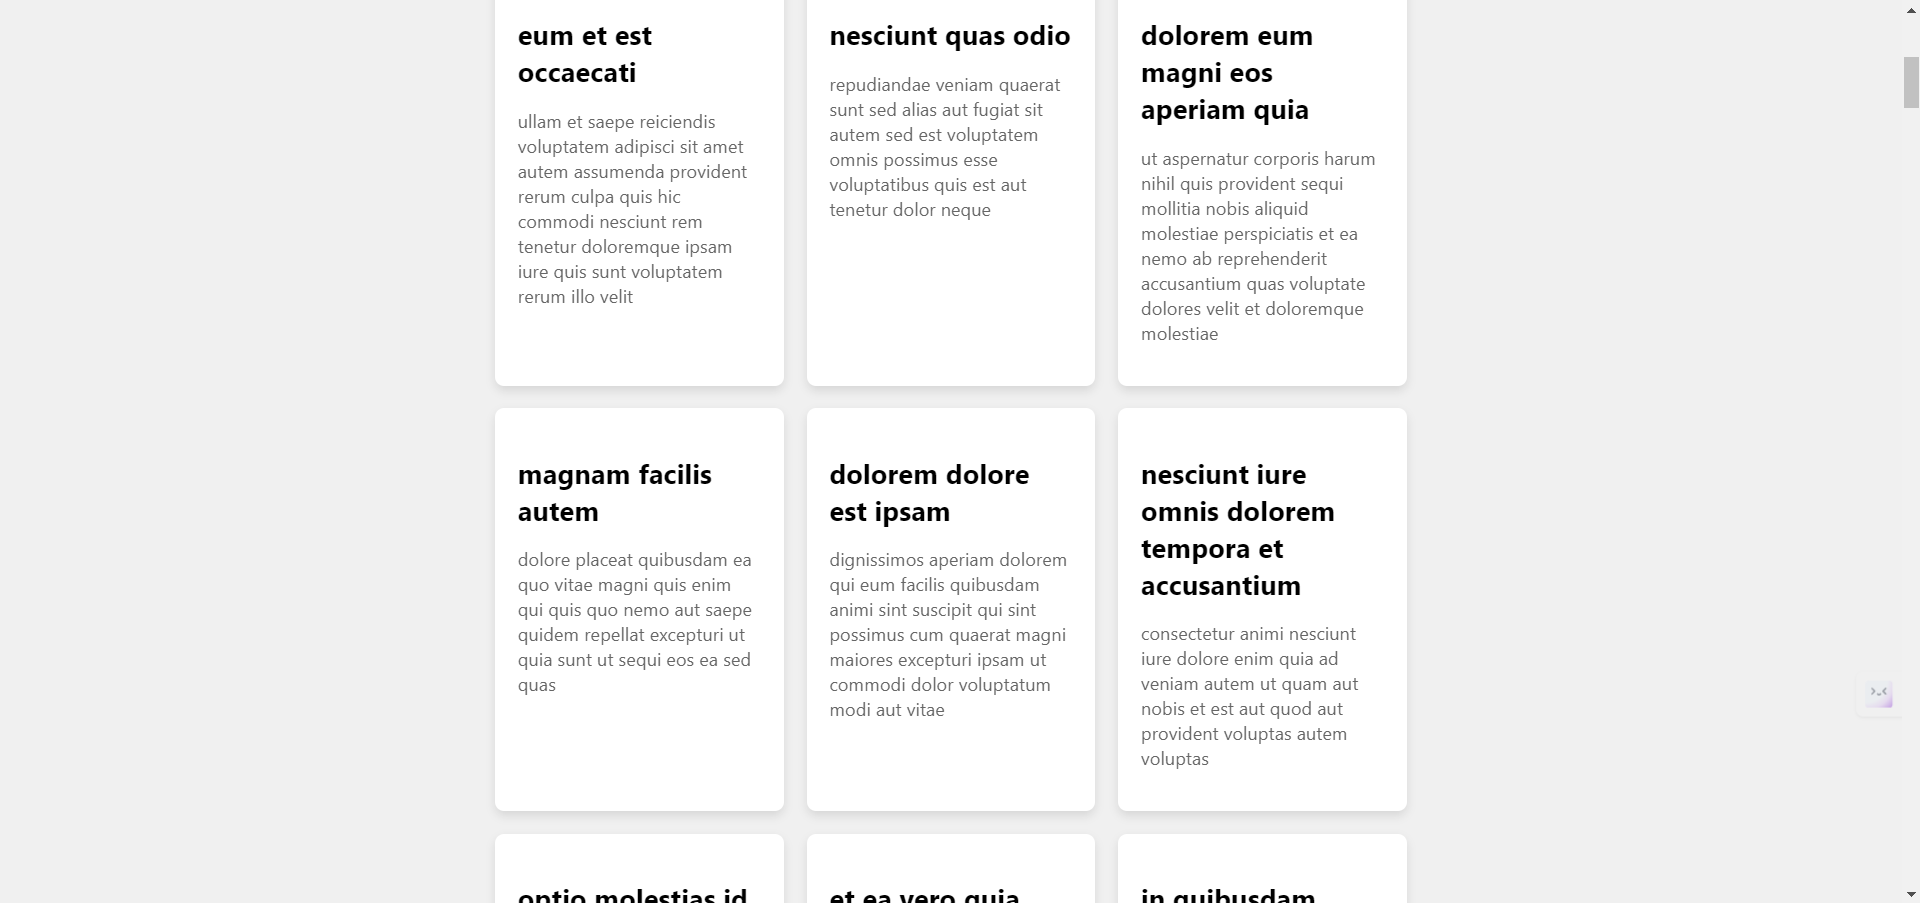 eum et est
occaecati
ullam et saepe reiciendis
voluptatem adipisci sit amet
autem assumenda provident
rerum culpa quis hic
commodi nesciunt rem
tenetur doloremque ipsam
iure quis sunt voluptatem
rerum illo velit
nesciunt quas odio
repudiandae veniam quaerat
sunt sed alias aut fugiat sit
autem sed est voluptatem
omnis possimus esse
voluptatibus quis est aut
tenetur dolor neque
dolorem eum
magni eos
aperiam quia
ut aspernatur corporis harum
nihil quis provident sequi
mollitia nobis aliquid
molestiae perspiciatis et ea
nemo ab reprehenderit
accusantium quas voluptate
dolores velit et doloremque
molestiae
magnam facilis
autem
dolore placeat quibusdam ea
quo vitae magni quis enim
qui quis quo nemo aut saepe
quidem repellat excepturi ut
quia sunt ut sequi eos ea sed
quas
dolorem dolore
est ipsam
dignissimos aperiam dolorem
qui eum facilis quibusdam
animi sint suscipit qui sint
possimus cum quaerat magni
maiores excepturi ipsam ut
commodi dolor voluptatum
modi aut vitae
nesciunt iure
omnis dolorem
tempora et
accusantium
consectetur animi nesciunt
iure dolore enim quia ad
veniam autem ut quam aut
nobis et est aut quod aut
provident voluptas autem
voluptas
optio molestias id
et ea vero quia
in quibusdam